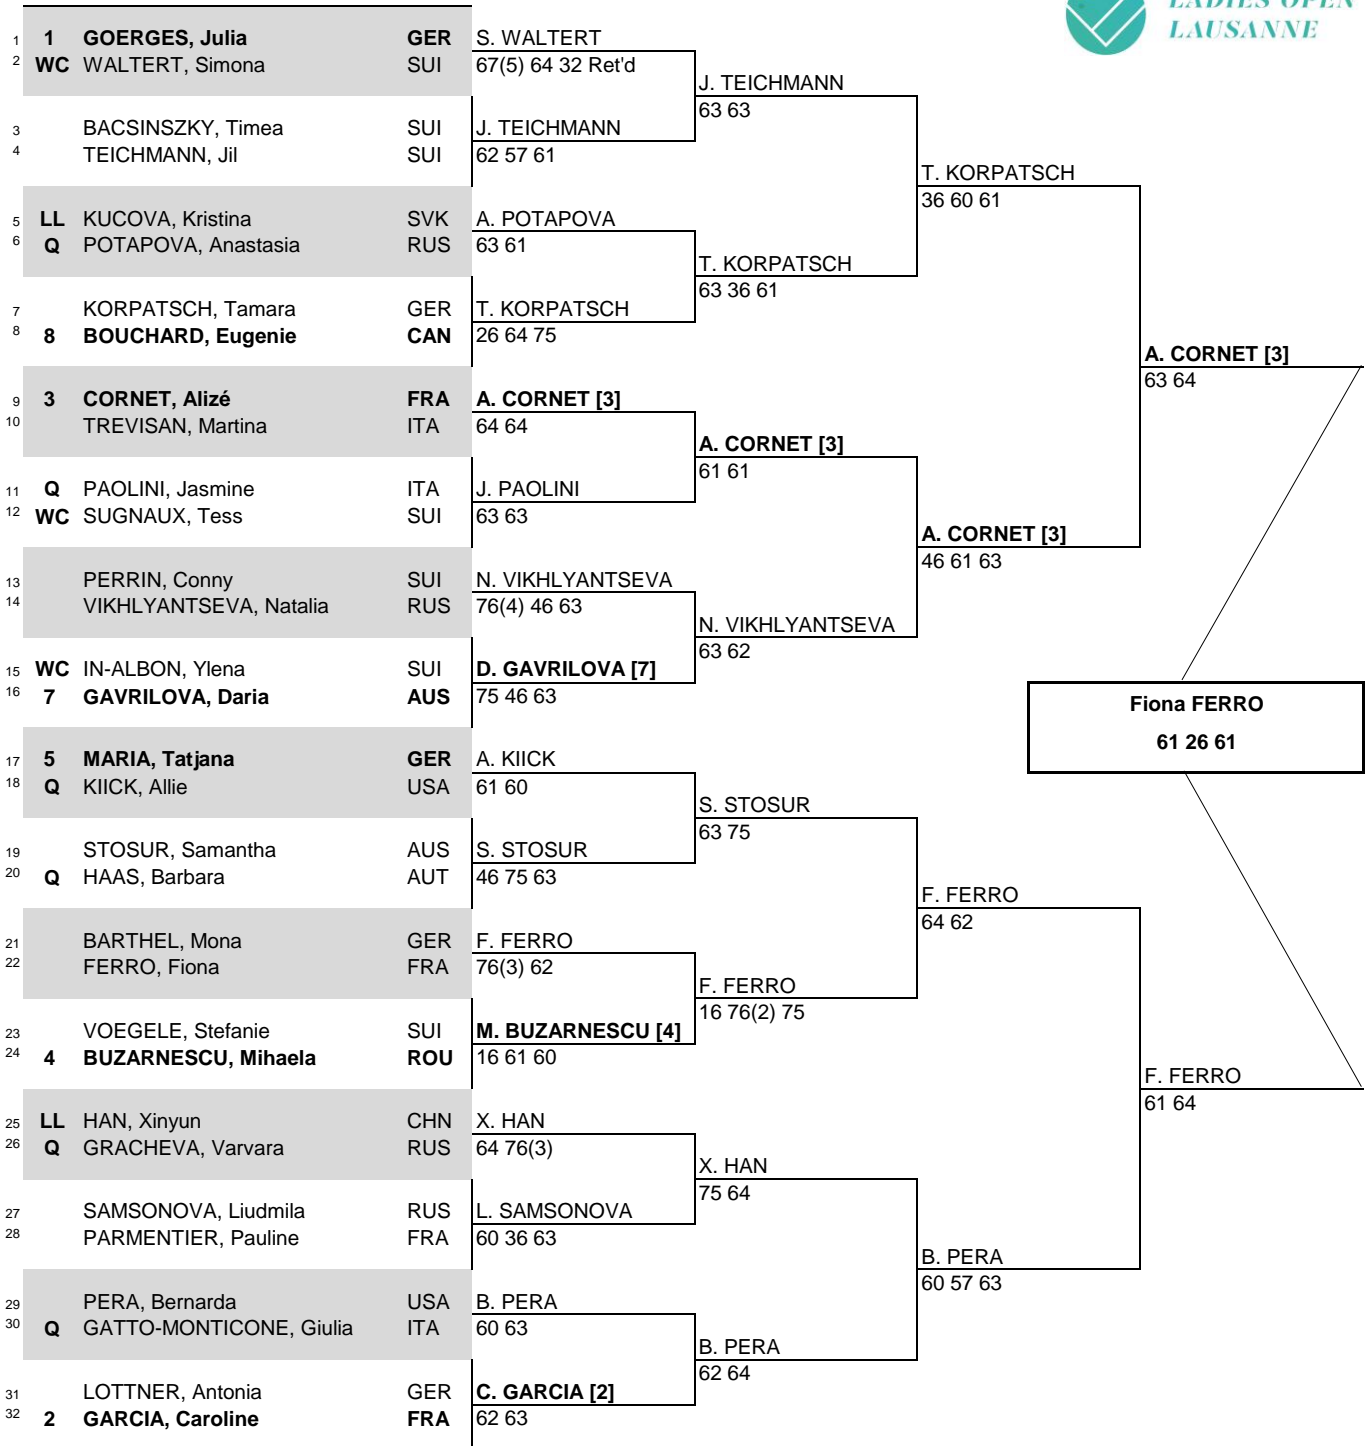 LADIES OPEN
LAUSANNE
1 1 GOERGES, Julia GER S. WALTERT
2 WC WALTERT, Simona SUI 67(5) 64 32 Ret'd
J. TEICHMANN
63 63
3 BACSINSZKY, Timea SUI J. TEICHMANN
4 TEICHMANN, Jil SUI 62 57 61
T. KORPATSCH
36 60 61
5 LL KUCOVA, Kristina SVK A. POTAPOVA
6 Q POTAPOVA, Anastasia RUS 63 61
T. KORPATSCH
63 36 61
7 KORPATSCH, Tamara GER T. KORPATSCH
8 8 BOUCHARD, Eugenie CAN 26 64 75
A. CORNET [3]
63 64
9 3 CORNET, Alizé FRA A. CORNET [3]
10 TREVISAN, Martina ITA 64 64
A. CORNET [3]
61 61
11 Q PAOLINI, Jasmine ITA J. PAOLINI
12 WC SUGNAUX, Tess SUI 63 63
A. CORNET [3]
46 61 63
13 PERRIN, Conny SUI N. VIKHLYANTSEVA
14 VIKHLYANTSEVA, Natalia RUS 76(4) 46 63
N. VIKHLYANTSEVA
63 62
15 WC IN-ALBON, Ylena SUI D. GAVRILOVA [7]
16 7 GAVRILOVA, Daria AUS 75 46 63
Fiona FERRO
61 26 61
17 5 MARIA, Tatjana GER A. KIICK
18 Q KIICK, Allie USA 61 60
S. STOSUR
63 75
19 STOSUR, Samantha AUS S. STOSUR
20 Q HAAS, Barbara AUT 46 75 63
F. FERRO
64 62
21 BARTHEL, Mona GER F. FERRO
22 FERRO, Fiona FRA 76(3) 62
F. FERRO
16 76(2) 75
23 VOEGELE, Stefanie SUI M. BUZARNESCU [4]
24 4 BUZARNESCU, Mihaela ROU 16 61 60
F. FERRO
61 64
25 LL HAN, Xinyun CHN X. HAN
26 Q GRACHEVA, Varvara RUS 64 76(3)
X. HAN
75 64
27 SAMSONOVA, Liudmila RUS L. SAMSONOVA
28 PARMENTIER, Pauline FRA 60 36 63
B. PERA
60 57 63
29 PERA, Bernarda USA B. PERA
30 Q GATTO-MONTICONE, Giulia ITA 60 63
B. PERA
62 64
31 LOTTNER, Antonia GER C. GARCIA [2]
32 2 GARCIA, Caroline FRA 62 63